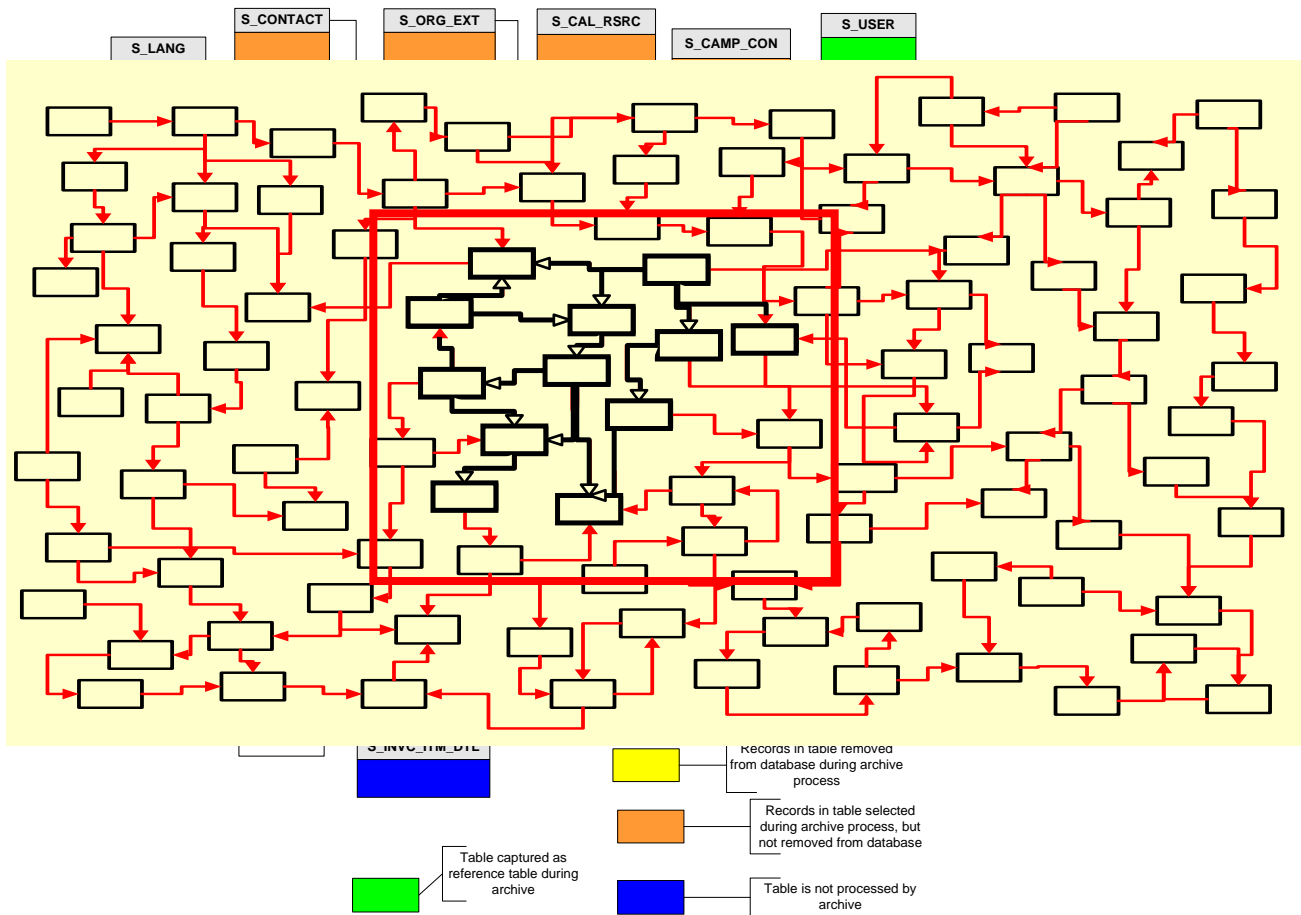 S_CONTACT
S_ORG_EXT
S_CAL_RSRC
S_USER
S_CAMP_CON
S_LANG
S_INVC_ITM_DTL
Records in table removed
from database during archive
process
Records in table selected
during archive process, but
not removed from database
Table captured as
reference table during
archive
Table is not processed by
archive